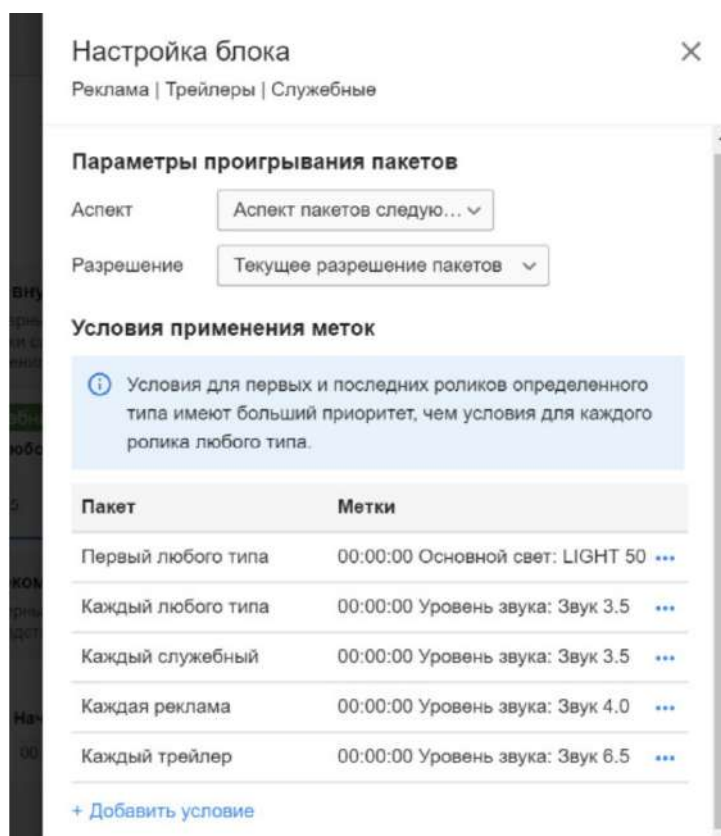 Настройка блока
Реклама | Трейлеры | Служебные
Параметры проигрывания пакетов
Аспект Аспект пакетов следую...
Разрешение Текущее разрешение пакетов
Условия применения меток
Условия для первых и последних роликов определенного
типа имеют больший приоритет, чем условия для каждого
ролика любого типа.
Пакет Метки
Первый любого типа 00:00:00 Основной свет: LIGHT 50 •••
Каждый любого типа 00:00:00 Уровень звука: Звук 3.5 •••
Каждый служебный 00:00:00 Уровень звука: Звук 3.5 •••
Каждая реклама 00:00:00 Уровень звука: Звук 4.0 •••
Каждый трейлер 00:00:00 Уровень звука: Звук 6.5 •••
+ Добавить условие